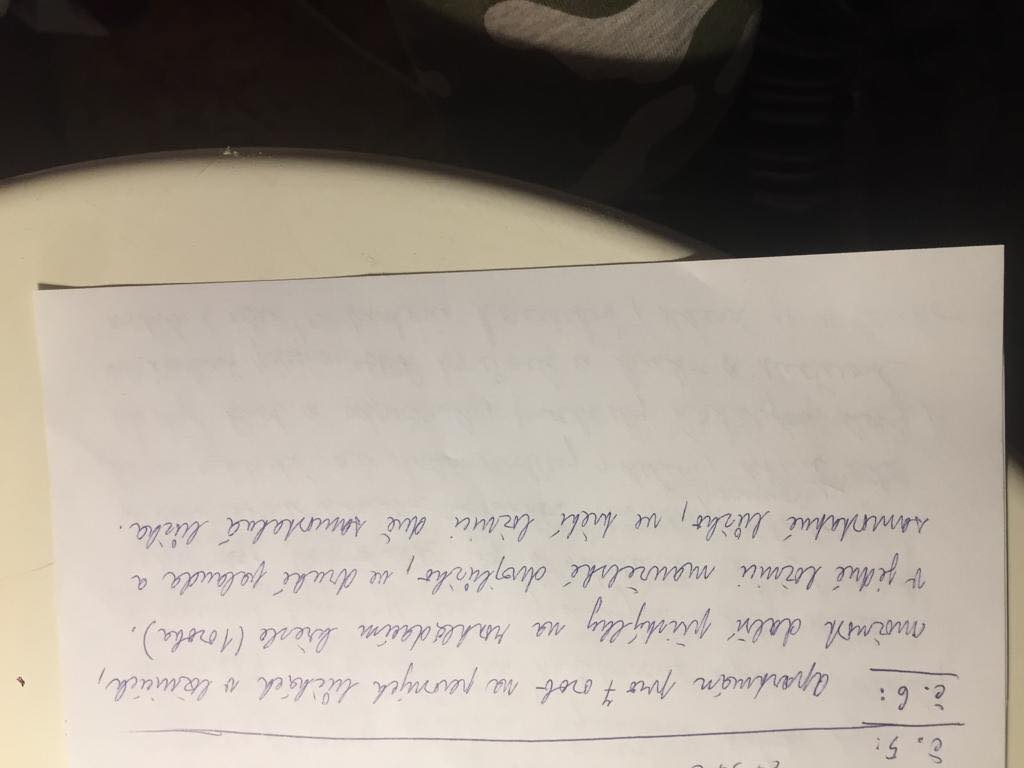 č. 5:
č. 6: Apartmán pro 7 osob na pevných lůžkách v ložnicích,
možnost další přistýlky na rozkládacím křesle (1 osoba).
V jedné ložnici manželské dvojlůžko, ve druhé palanda a
samostatné lůžko, ve třetí ložnici dvě samostatná lůžka.